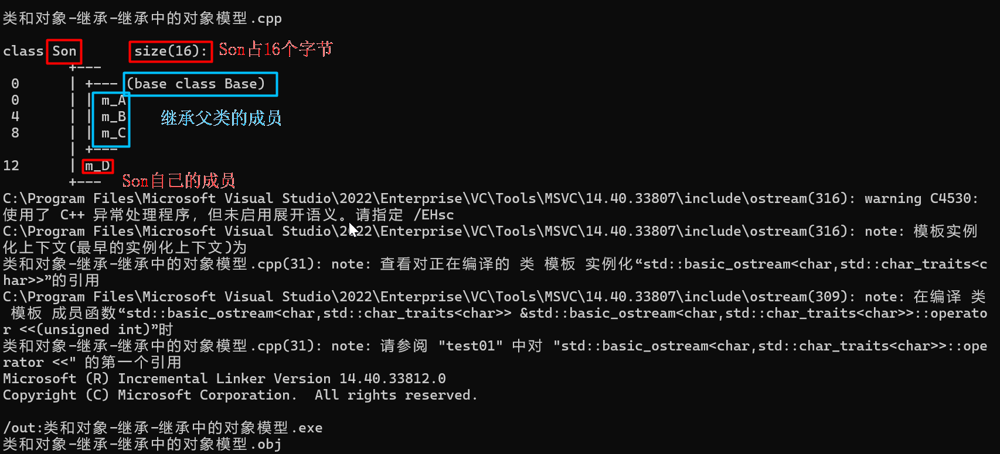 类和对象-继承-继承中的对象模型.cpp
class Son size(16): Son占16个字节
+---
0 | +--- (base class Base)
0 | | m_A
4 | | m_B
继承父类的成员
8 | | m_C
| +---
12 | m_D
+--- Son自己的成员
C:\Program Files\Microsoft Visual Studio\2022\Enterprise\VC\Tools\MSVC\14.40.33807\include\ostream(316): warning C4530:
使用了 C++ 异常处理程序，但未启用展开语义。请指定 /EHsc
C:\Program Files\Microsoft Visual Studio\2022\Enterprise\VC\Tools\MSVC\14.40.33807\include\ostream(316): note: 模板实例
化上下文(最早的实例化上下文)为
类和对象-继承-继承中的对象模型.cpp(31): note: 查看对正在编译的 类 模板 实例化“std::basic_ostream<char,std::char_traits<c
har>>”的引用
C:\Program Files\Microsoft Visual Studio\2022\Enterprise\VC\Tools\MSVC\14.40.33807\include\ostream(309): note: 在编译 类
模板 成员函数“std::basic_ostream<char,std::char_traits<char>> &std::basic_ostream<char,std::char_traits<char>>::operato
r <<(unsigned int)”时
类和对象-继承-继承中的对象模型.cpp(31): note: 请参阅 "test01" 中对 "std::basic_ostream<char,std::char_traits<char>>::ope
rator <<" 的第一个引用
Microsoft (R) Incremental Linker Version 14.40.33812.0
Copyright (C) Microsoft Corporation.  All rights reserved.
/out:类和对象-继承-继承中的对象模型.exe
类和对象-继承-继承中的对象模型.obj